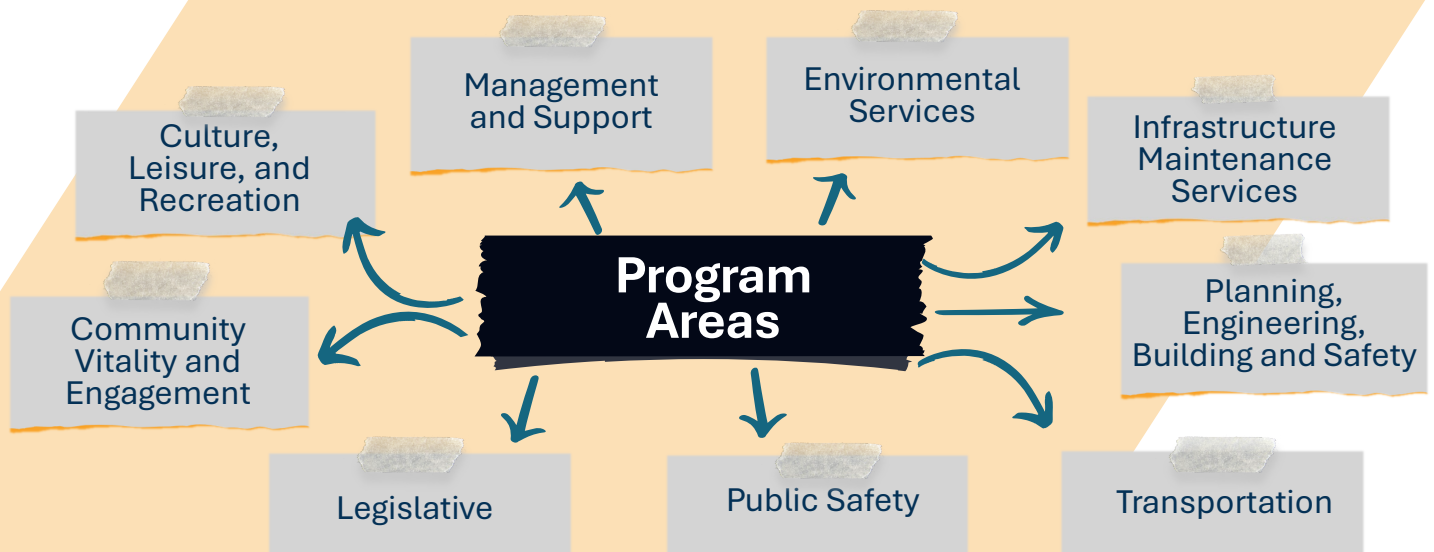 Management
and Support
Environmental
Services
Culture,
Leisure, and
Recreation
Infrastructure
Maintenance
Services
Program
Areas
Community
Vitality and
Engagement
Planning,
Engineering,
Building and Safety
Legislative
Public Safety
Transportation